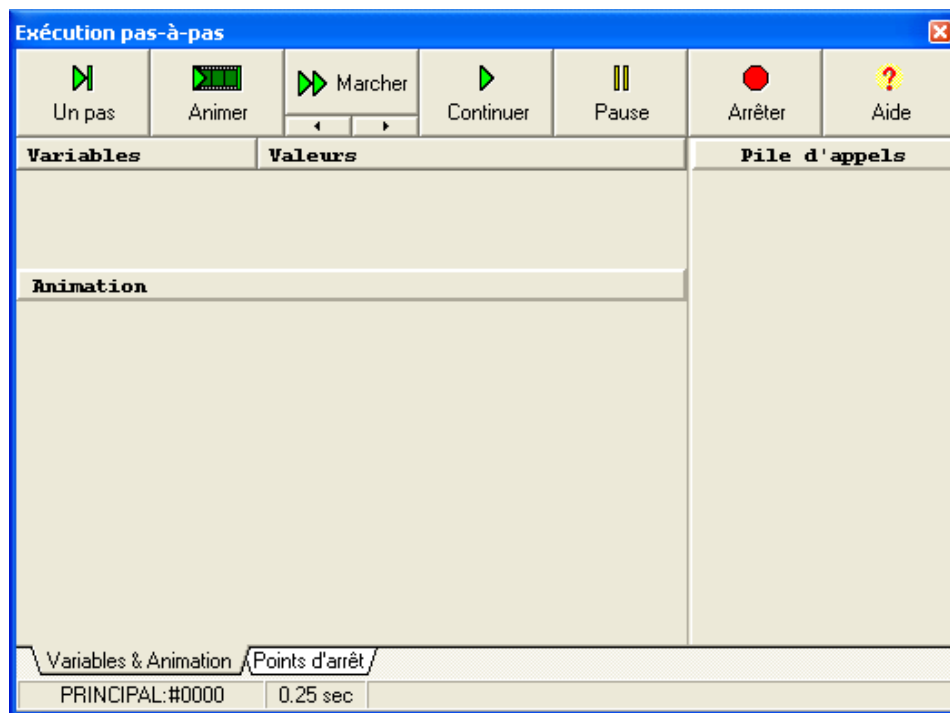 Exécution pas-à-pas
Un pas
Animer
Marcher
Continuer
Pause
Arrêter
Aide
Variables
Valeurs
Pile d'appels
Animation
Variables & Animation
Points d'arrêt
PRINCIPAL:#0000
0.25 sec